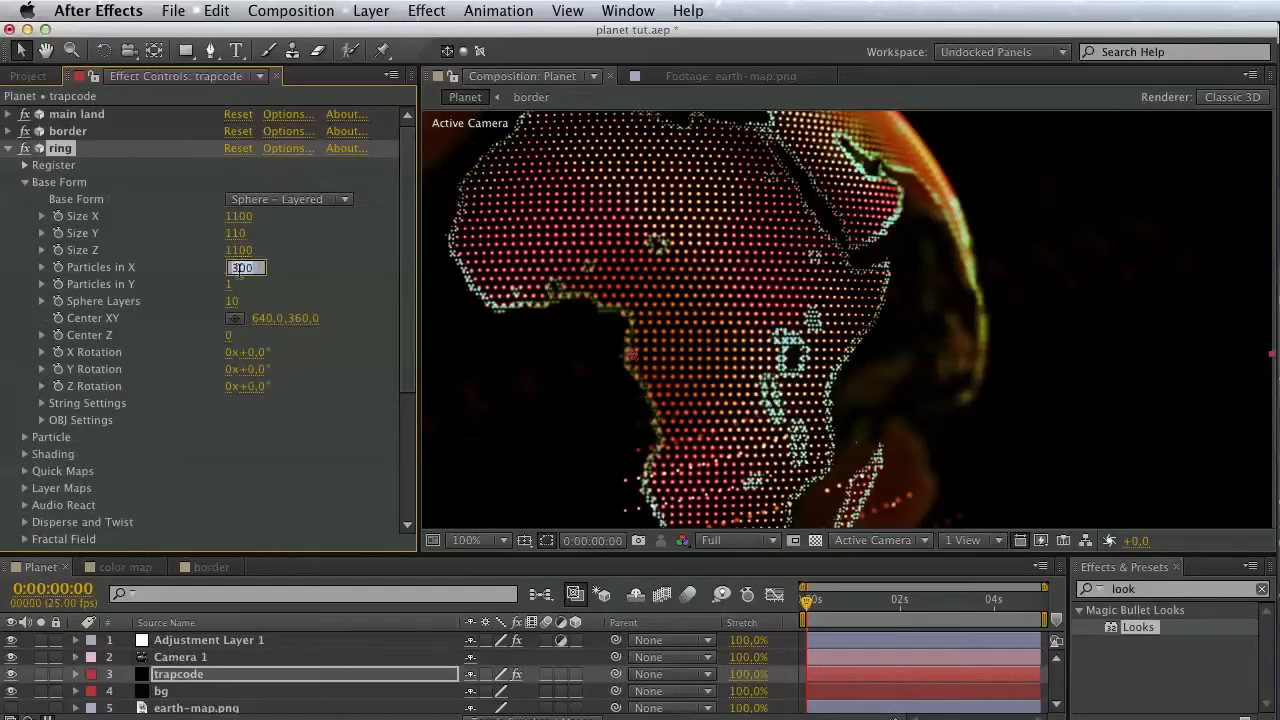 After Effects File Edit Composition Layer Effect Animation View Window Help
planet tut.aep *
Workspace: Undocked Panels Search Help
Project Effect Controls: trapcode Composition: Planet Footage: earth-map.png
Planet • trapcode Planet border Renderer: Classic 3D
Active Camera
main land Reset Options... About...
border Reset Options... About...
ring Reset Options... About...
Register
Base Form
Base Form Sphere – Layered
Size X 1100
Size Y 110
Size Z 1100
Particles in X 300
Particles in Y 1
Sphere Layers 10
Center XY 640,0,360,0
Center Z 0
X Rotation 0x+0,0°
Y Rotation 0x+0,0°
Z Rotation 0x+0,0°
String Settings
OBJ Settings
Particle
Shading
Quick Maps
Layer Maps
Audio React
Disperse and Twist
Fractal Field
100% 0:00:00:00 Full Active Camera 1 View +0,0
Planet color map border Effects & Presets
0:00:00:00
00000 (25.00 fps)
02s 04s
look
# Source Name Parent Stretch
Magic Bullet Looks
Looks
1 Adjustment Layer 1 None 100,0%
2 Camera 1 None 100,0%
3 trapcode None 100,0%
4 bg None 100,0%
5 earth-map.png None 100,0%